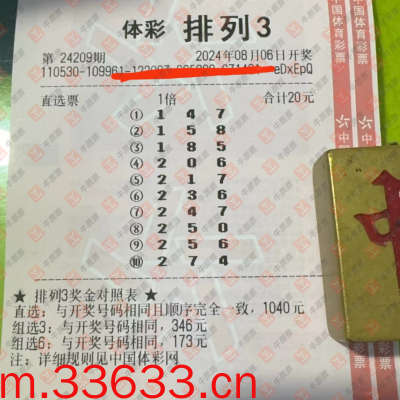 体彩 排列3
第 24209期 2024年08月06日开奖
110530-109961- eDxEpQ
直选票 1倍 合计20元
① 1 4 7
② 1 5 8
③ 1 8 5
④ 2 0 6
⑤ 2 1 7
⑥ 2 3 6
⑦ 2 4 7
⑧ 2 5 0
⑨ 2 5 6
⑩ 2 7 4
★ 排列3奖金对照表 ★
直选:与开奖号码相同且顺序完全一致,1040元
组选3:与开奖号码相同,346元
组选6:与开奖号码相同,173元
注:详细规则见中国体彩网
中国体育彩票
m.33633.cn